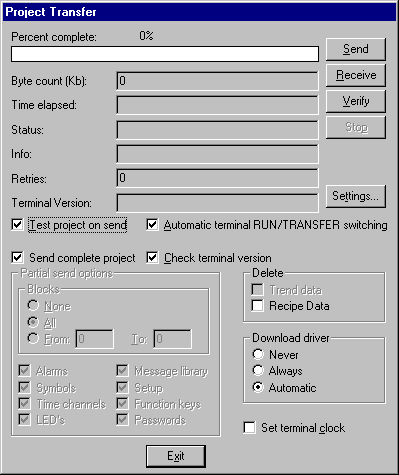 Project Transfer
Percent complete: 0%
Send
Byte count (Kb): 0
Receive
Time elapsed:
Verify
Status:
Stop
Info:
Retries: 0
Terminal Version:
Settings...
Test project on send
Automatic terminal RUN/TRANSFER switching
Send complete project
Check terminal version
Partial send options
Blocks
None
All
From: 0 To: 0
Alarms
Message library
Symbols
Setup
Time channels
Function keys
LED's
Passwords
Delete
Trend data
Recipe Data
Download driver
Never
Always
Automatic
Set terminal clock
Exit